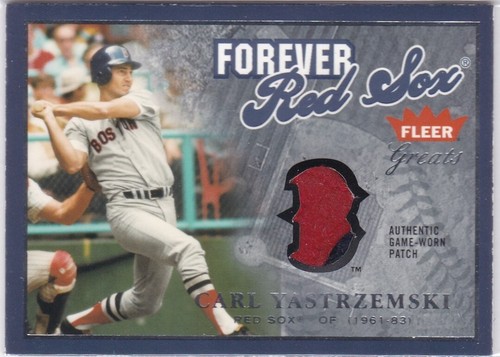 FOREVER
Red Sox®
FLEER
Greats
BOSTON
B
AUTHENTIC
GAME-WORN
PATCH
™
CARL YASTRZEMSKI
RED SOX® OF (1961-83)